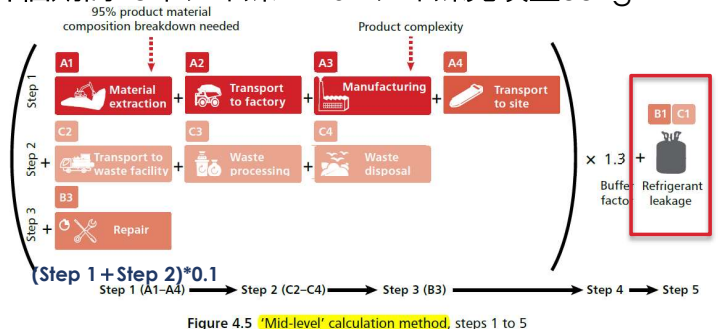 95% product material
composition breakdown needed
Product complexity
A1
A2
A3
A4
Step 1
Material
extraction
+
Transport
to factory
+
Manufacturing
+
Transport
to site
B1 C1
C2
C3
C4
Step 2
+
Transport to
waste facility
+
Waste
processing
+
Waste
disposal
× 1.3 +
Buffe
factor
Refrigerant
leakage
B3
Step 3
+
Repair
(Step 1+Step 2)*0.1
Step 1 (A1–A4)
Step 2 (C2–C4)
Step 3 (B3)
Step 4
Step 5
Figure 4.5 'Mid-level' calculation method, steps 1 to 5